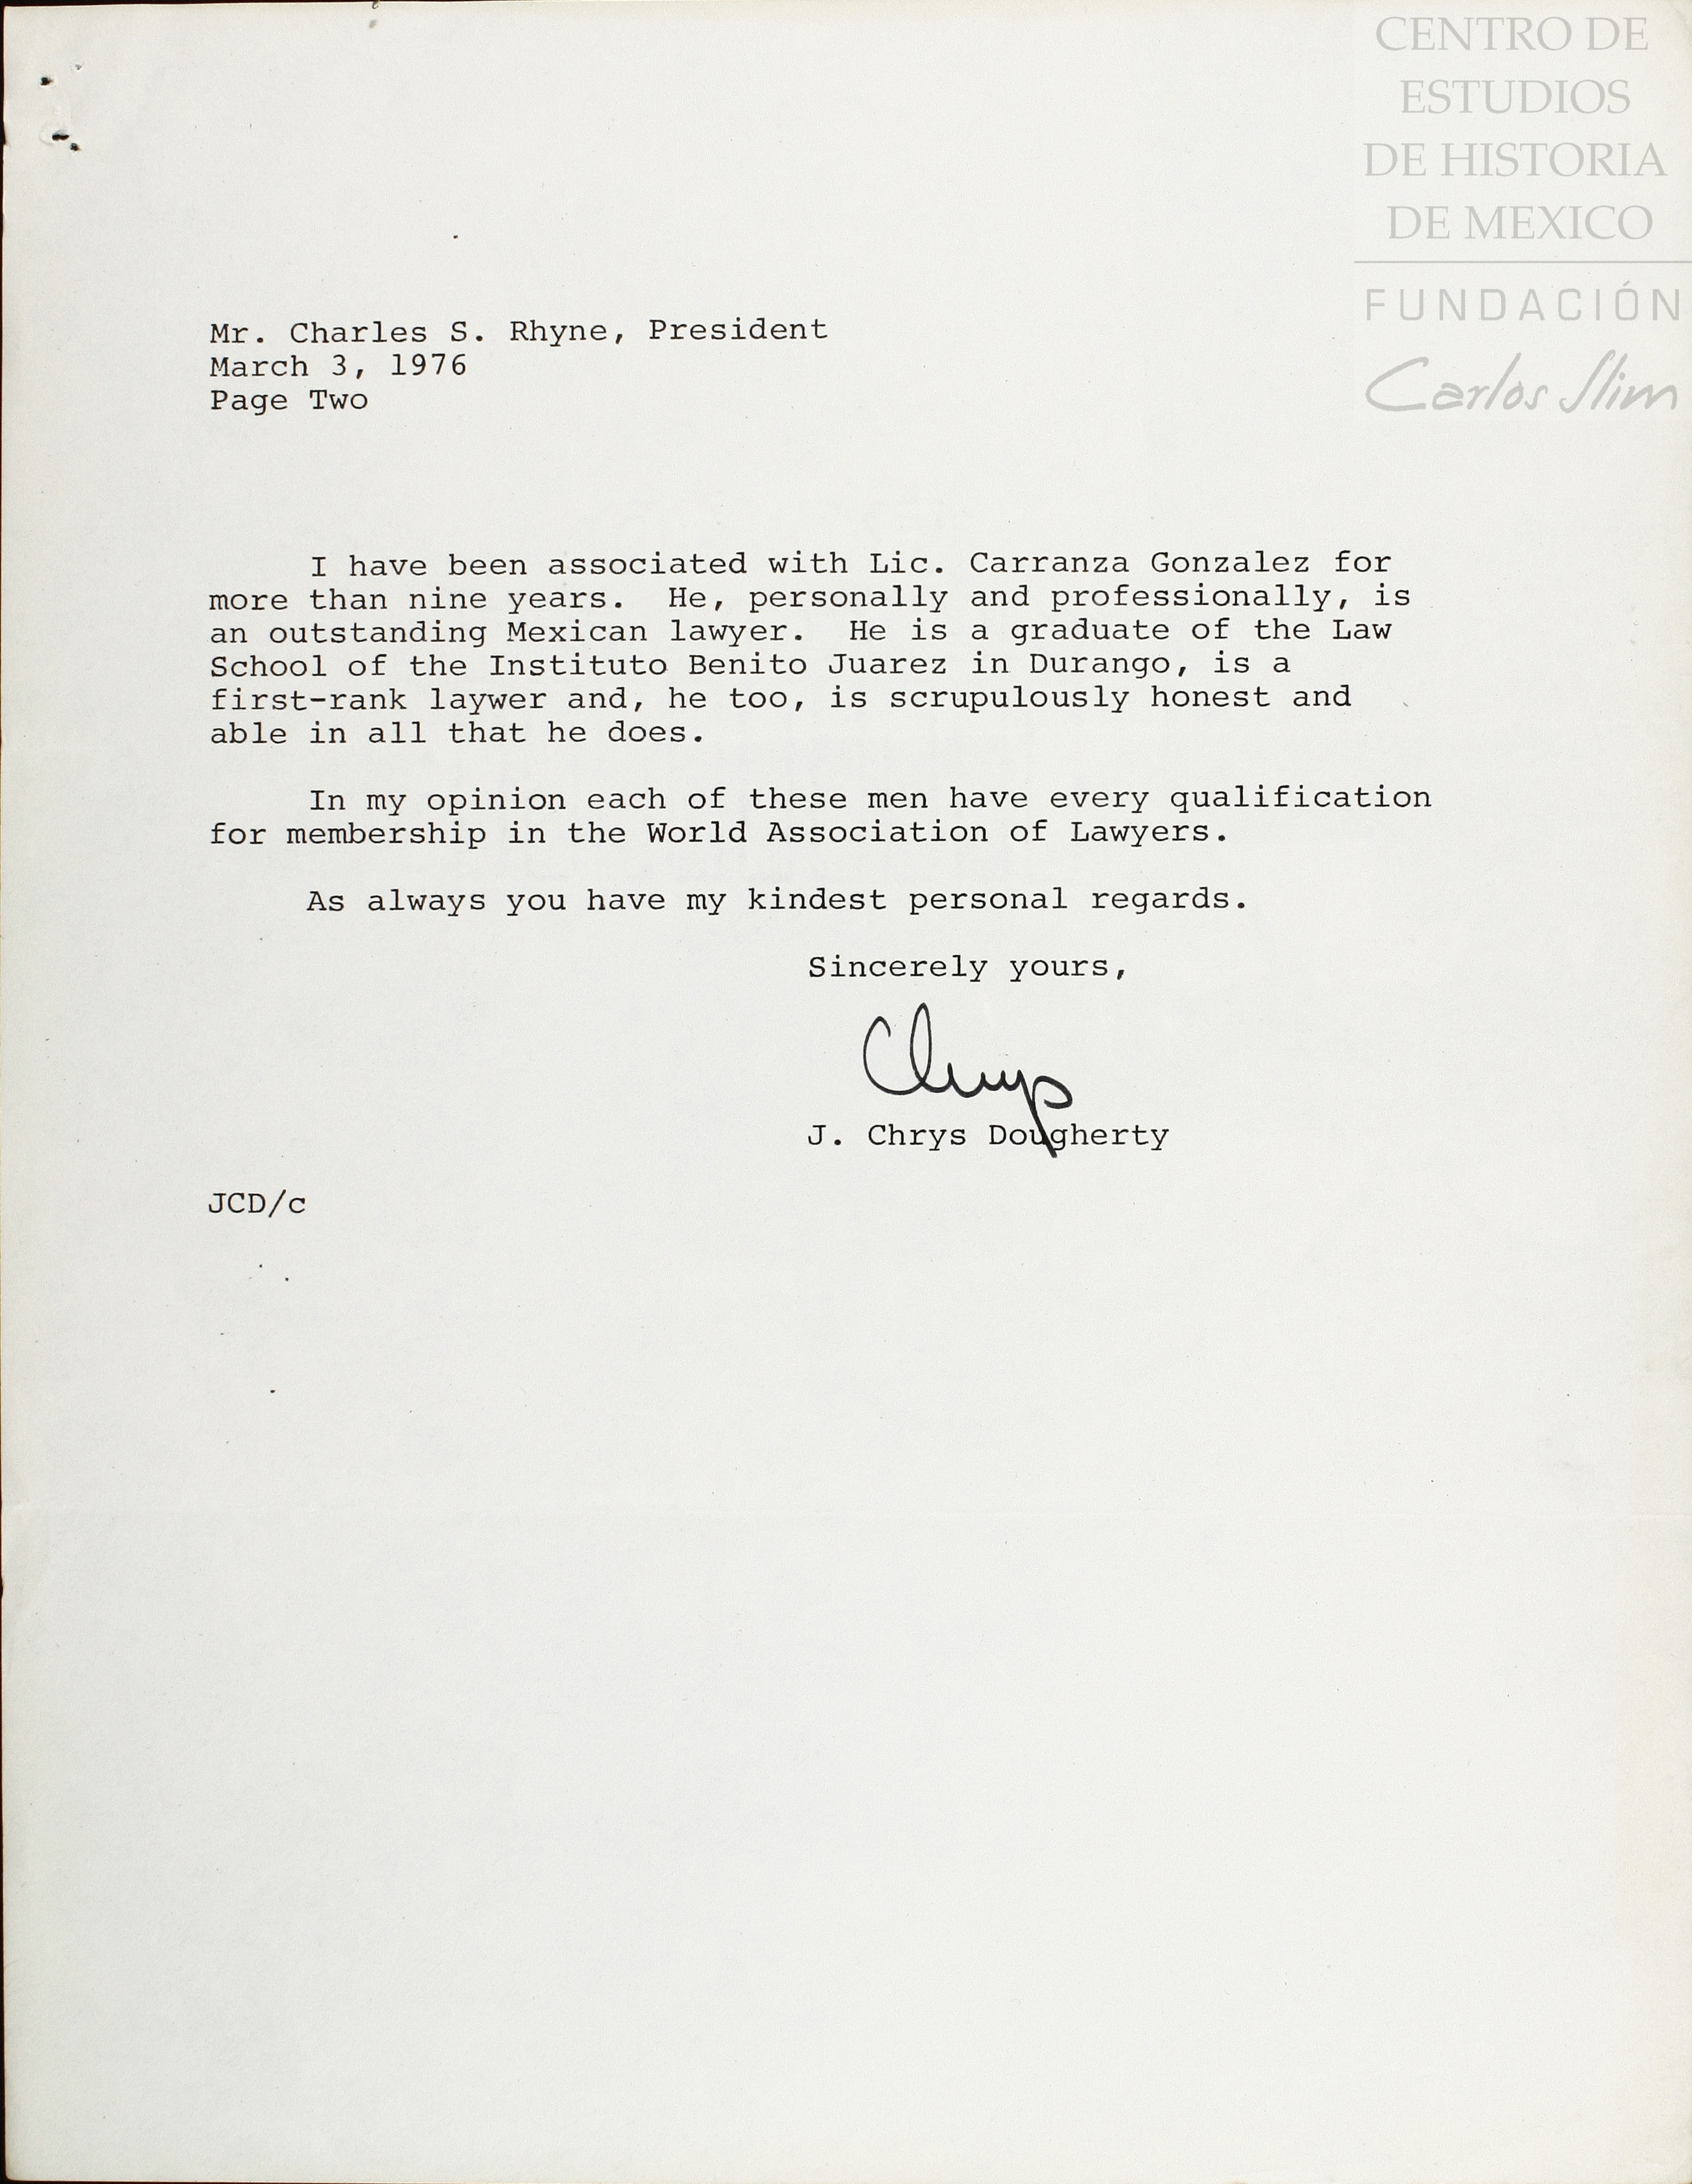 CENTRO DE
ESTUDIOS
DE HISTORIA
DE MEXICO
FUNDACIÓN
Carlos Slim
Mr. Charles S. Rhyne, President
March 3, 1976
Page Two
I have been associated with Lic. Carranza Gonzalez for
more than nine years. He, personally and professionally, is
an outstanding Mexican lawyer. He is a graduate of the Law
School of the Instituto Benito Juarez in Durango, is a
first-rank laywer and, he too, is scrupulously honest and
able in all that he does.
In my opinion each of these men have every qualification
for membership in the World Association of Lawyers.
As always you have my kindest personal regards.
Sincerely yours,
Chrys
J. Chrys Dougherty
JCD/c